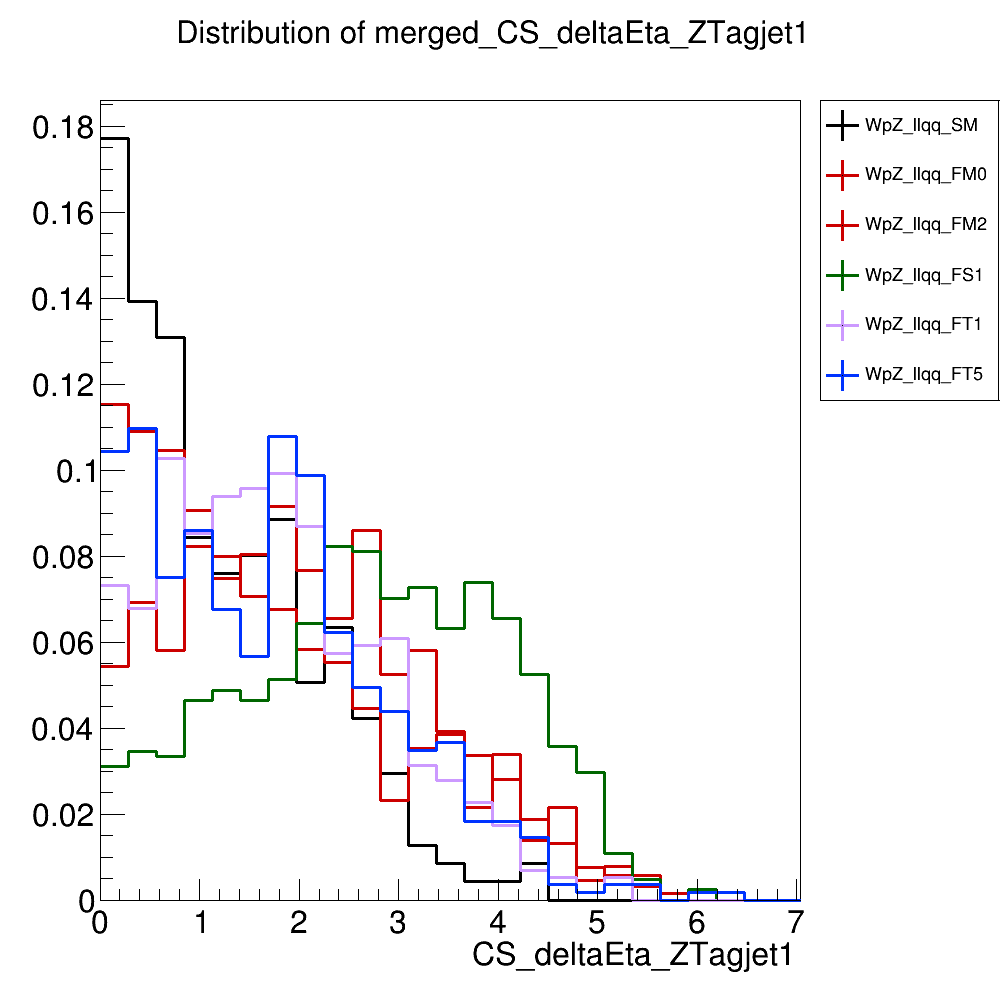 Distribution of merged_CS_deltaEta_ZTagjet1
0.18
0.16
0.14
0.12
0.1
0.08
0.06
0.04
0.02
0
0 1 2 3 4 5 6 7
CS_deltaEta_ZTagjet1
WpZ_llqq_SM
WpZ_llqq_FM0
WpZ_llqq_FM2
WpZ_llqq_FS1
WpZ_llqq_FT1
WpZ_llqq_FT5